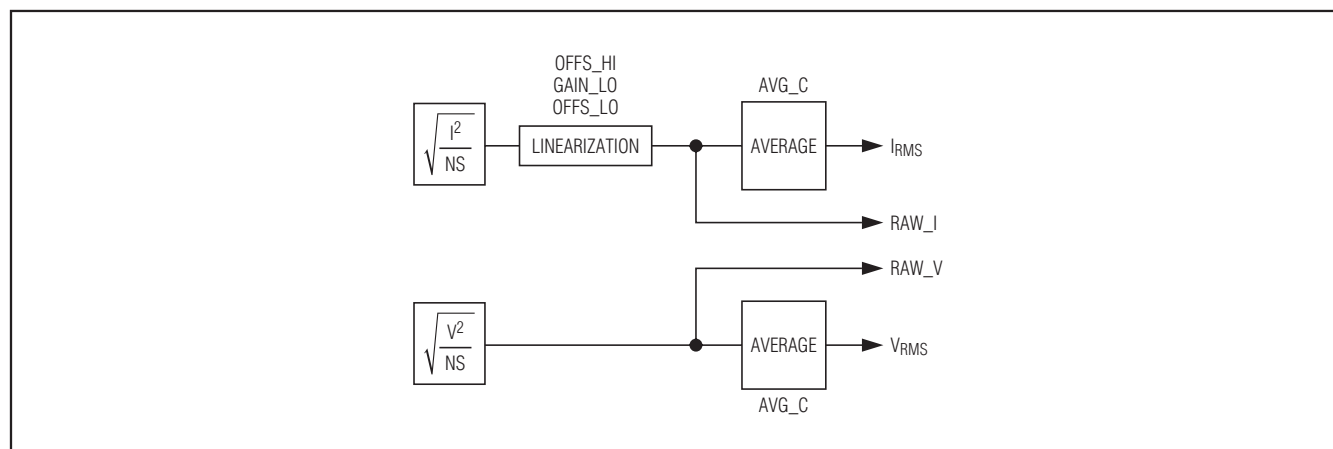 OFFS_HI
GAIN_LO
OFFS_LO
AVG_C
√(I²/NS)
LINEARIZATION
AVERAGE
IRMS
RAW_I
RAW_V
√(V²/NS)
AVERAGE
VRMS
AVG_C